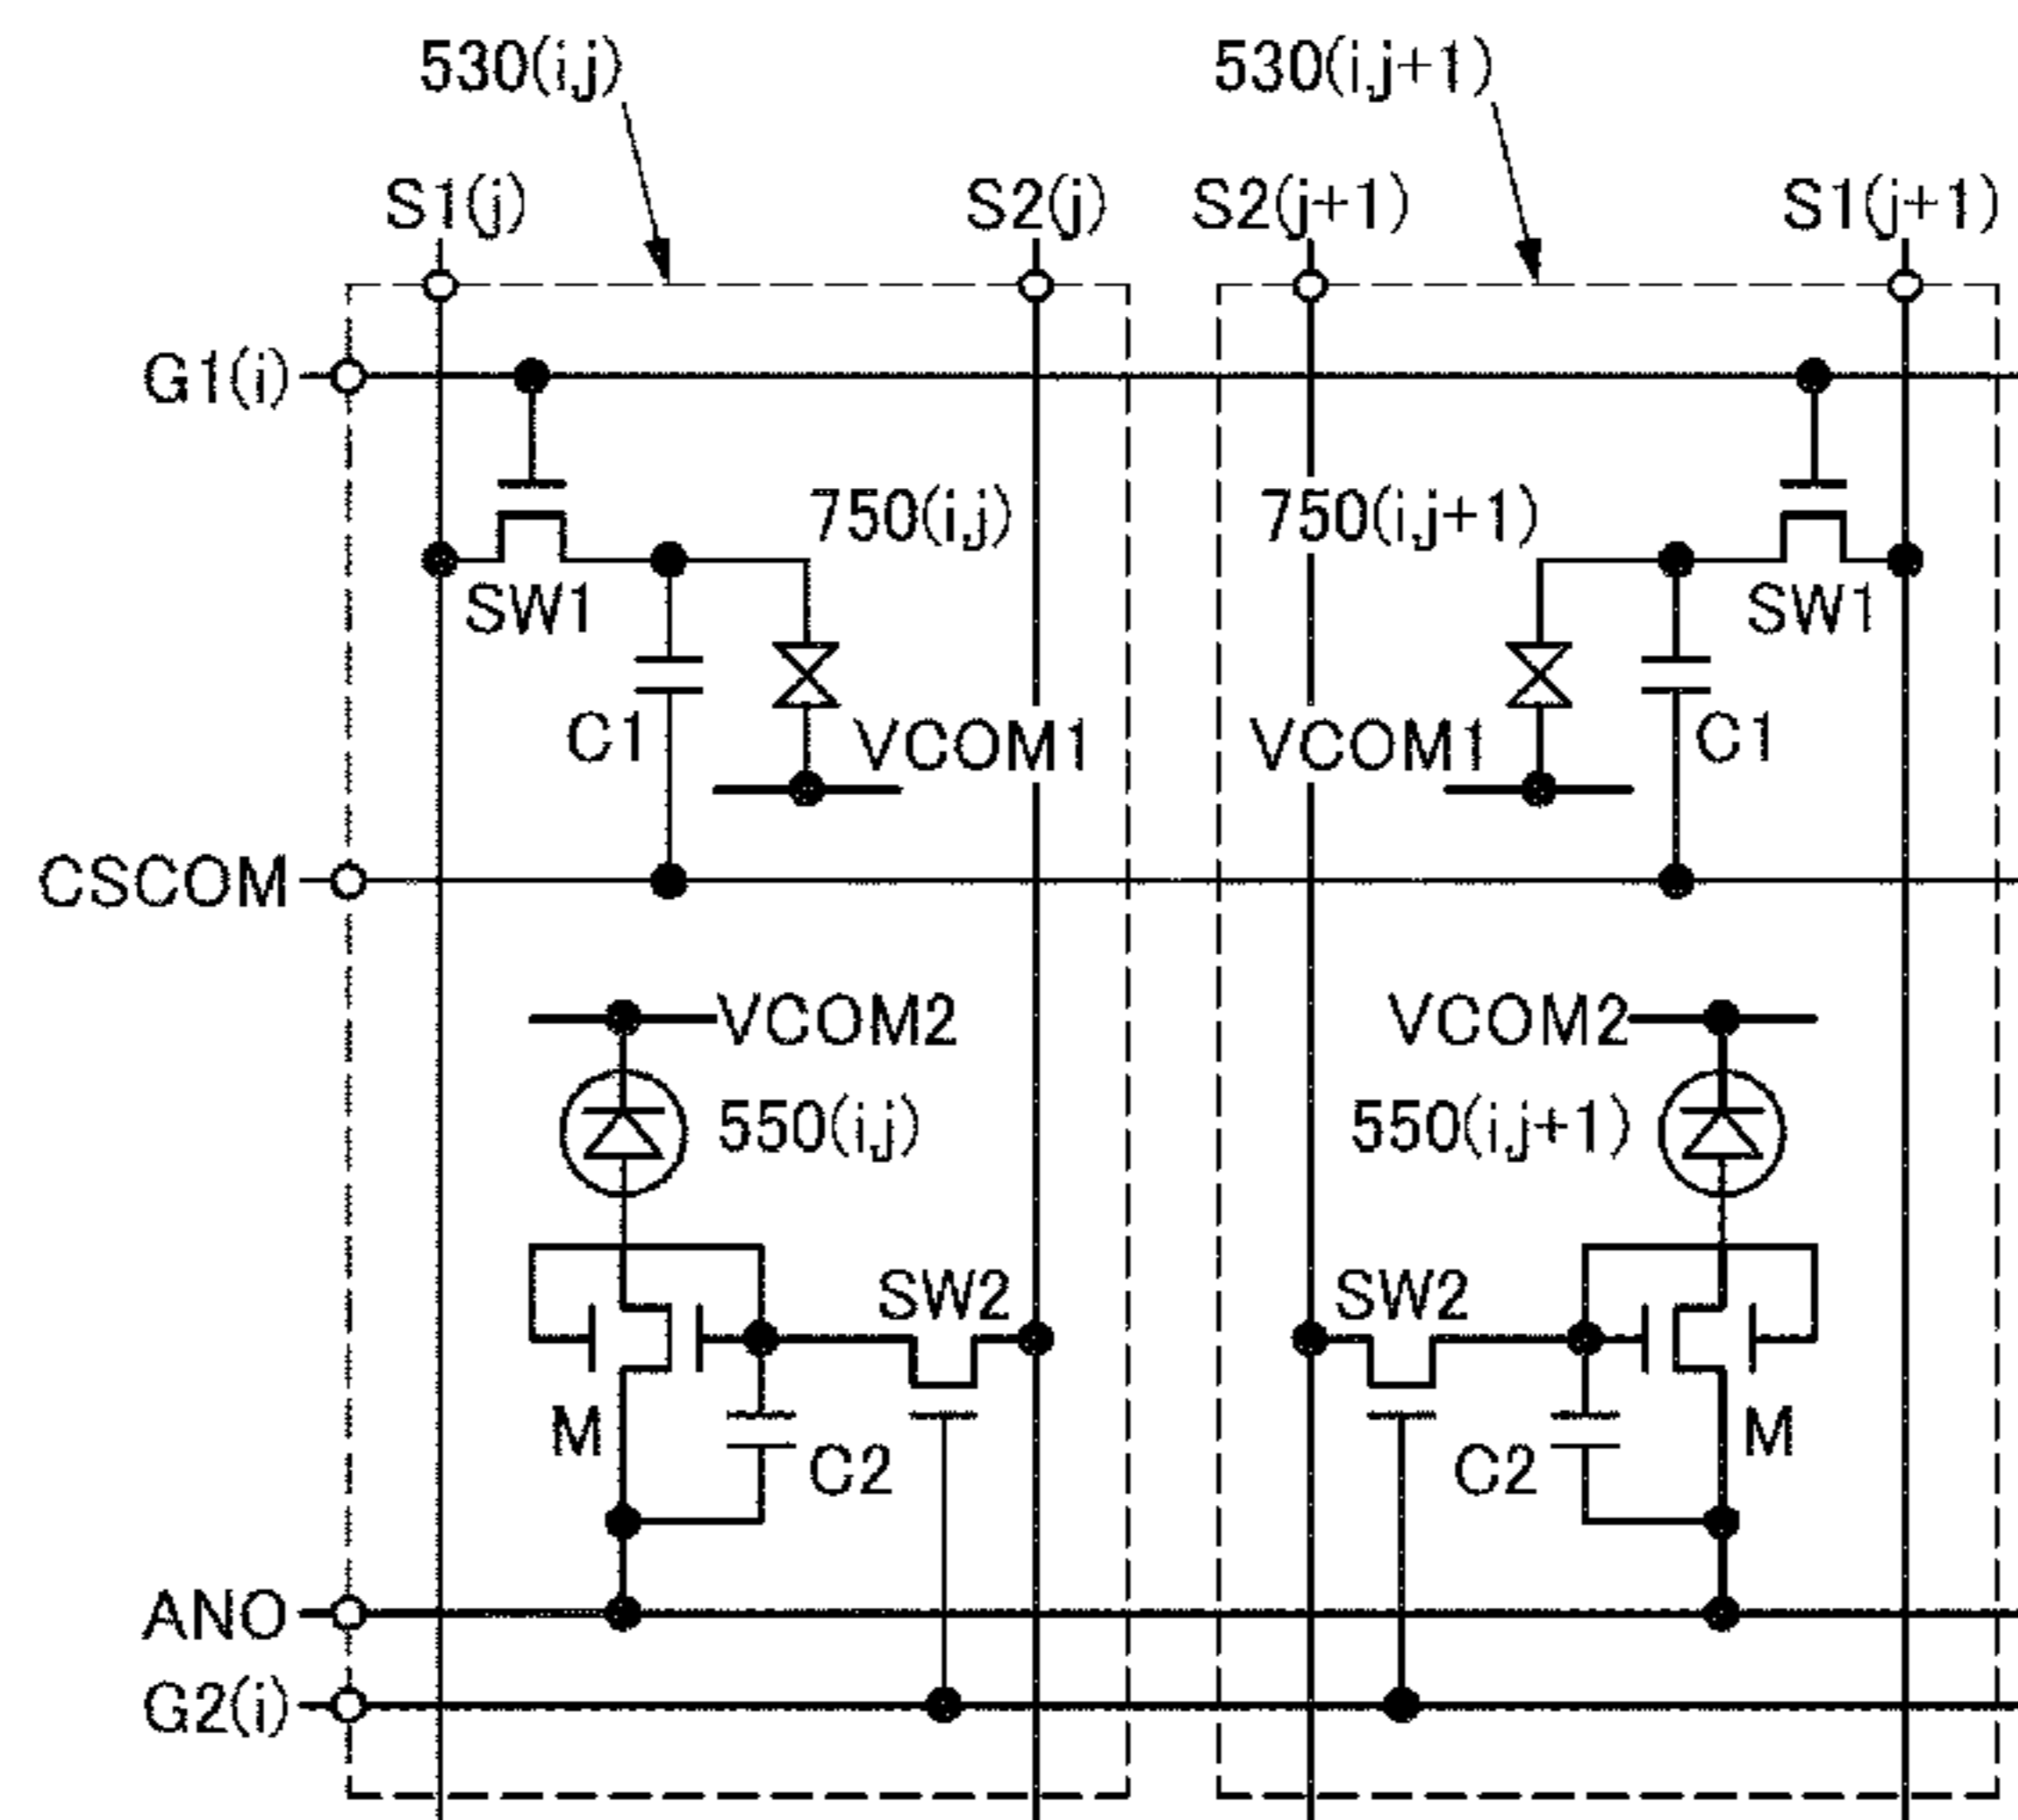 530(i,j) 530(i,j+1)
S1(j) S2(j) S2(j+1) S1(j+1)
G1(i)
750(i,j) 750(i,j+1)
SW1 SW1
C1 VCOM1 VCOM1 C1
CSCOM
VCOM2 VCOM2
550(i,j) 550(i,j+1)
SW2 SW2
M C2 C2 M
ANO
G2(i)